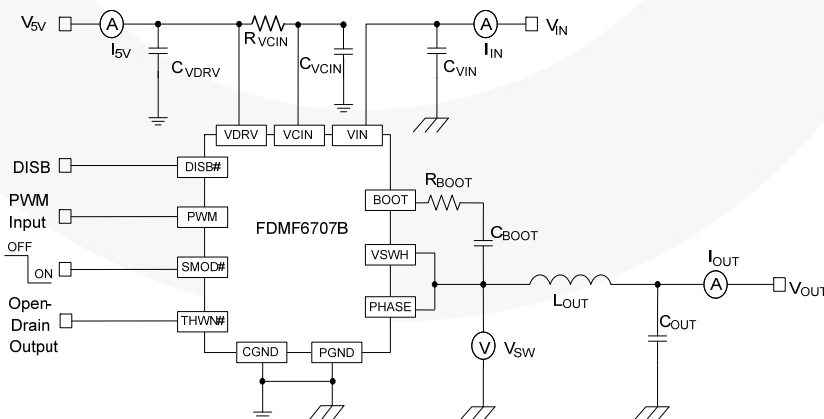 V5V
A
I5V
RVCIN
A
IIN
VIN
CVDRV
CVCIN
CVIN
VDRV
VCIN
VIN
DISB
DISB#
PWM
Input
PWM
FDMF6707B
BOOT
RBOOT
CBOOT
OFF
ON
SMOD#
VSWH
IOUT
A
VOUT
LOUT
Open-
Drain
Output
THWN#
PHASE
COUT
V
VSW
CGND
PGND